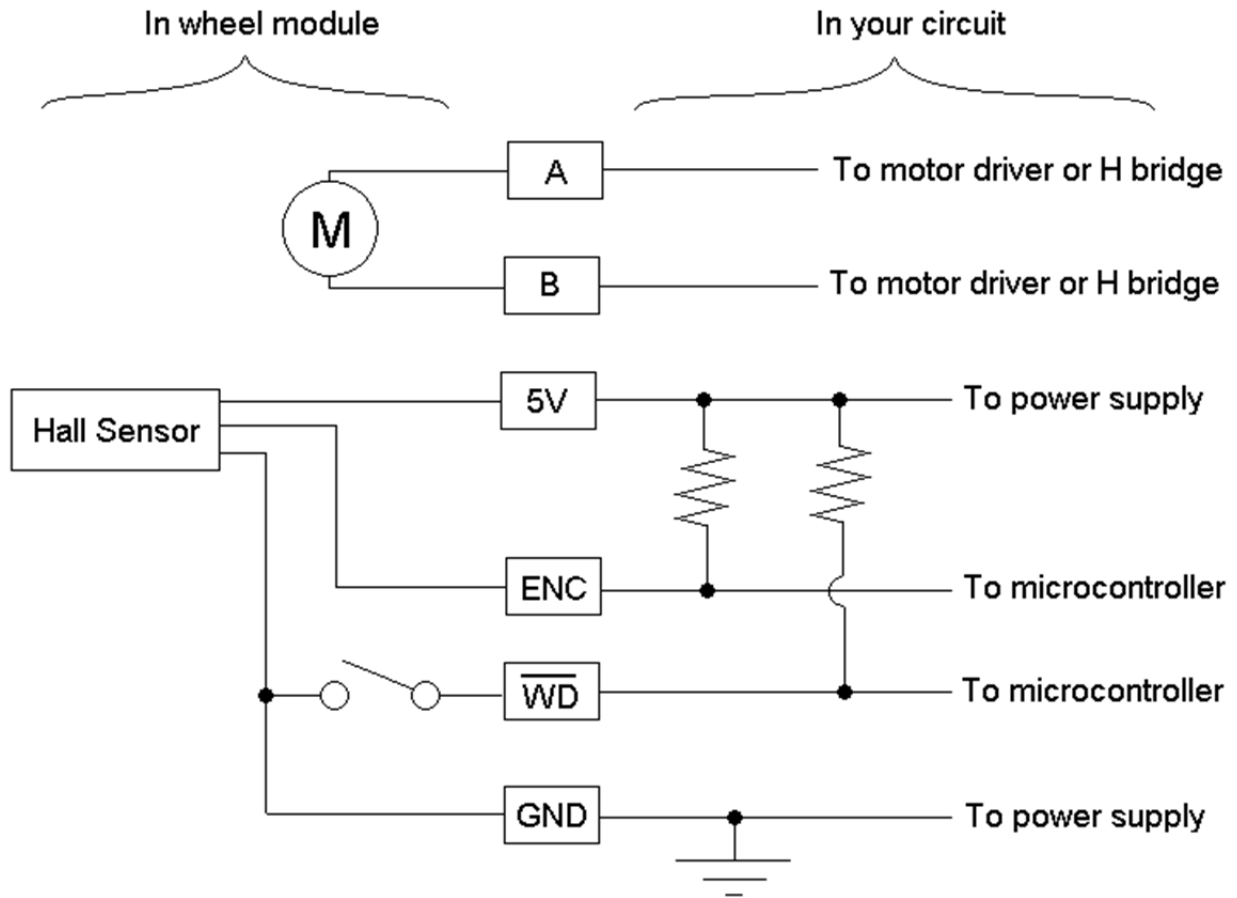 In wheel module
In your circuit
A
To motor driver or H bridge
M
B
To motor driver or H bridge
5V
To power supply
Hall Sensor
ENC
To microcontroller
W̅D̅
To microcontroller
GND
To power supply